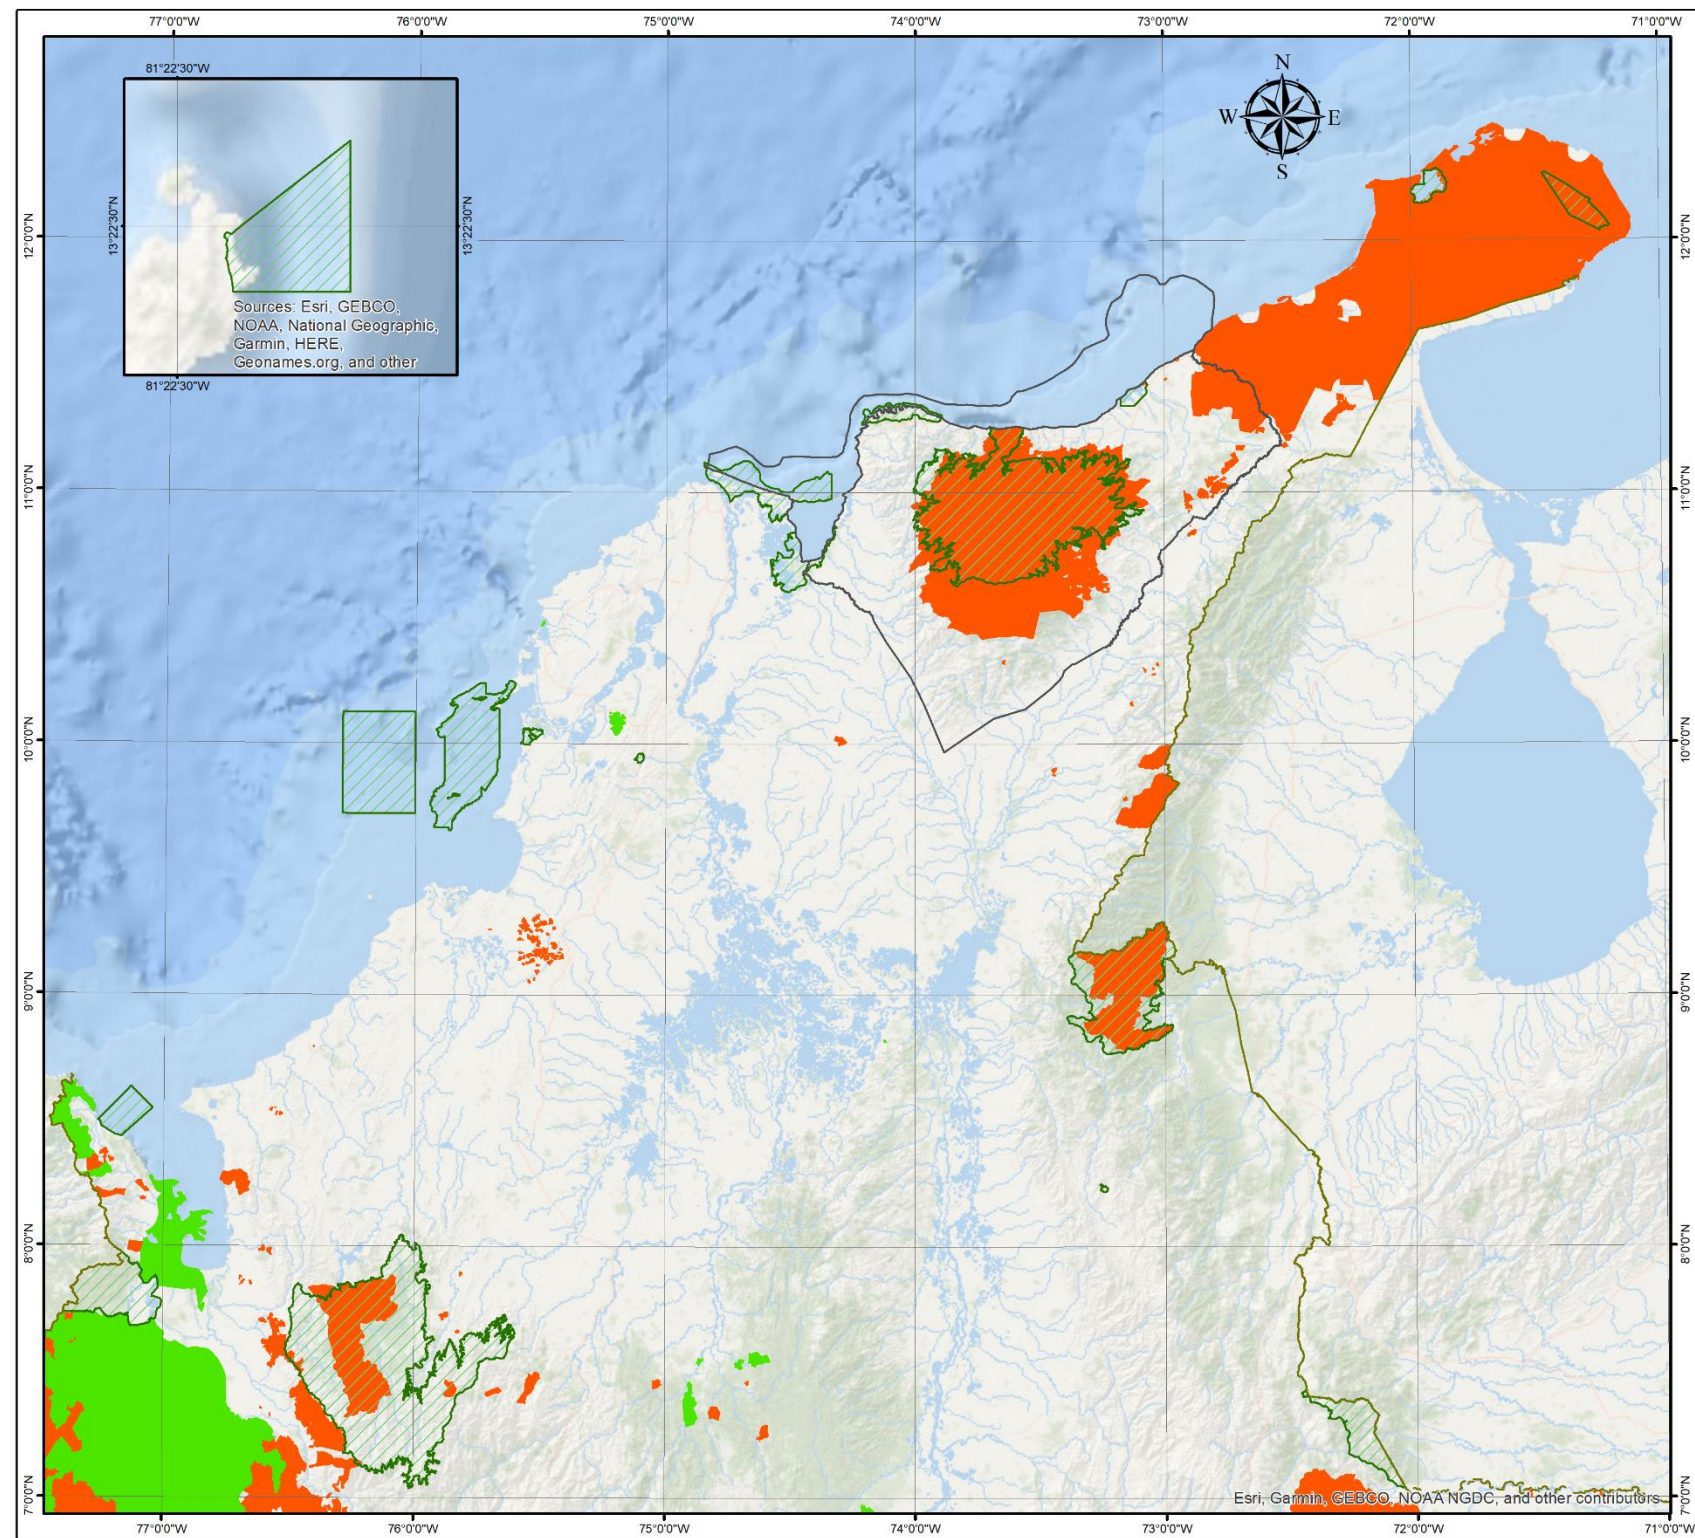 77°0'0"W 76°0'0"W 75°0'0"W 74°0'0"W 73°0'0"W 72°0'0"W 71°0'0"W
81°22'30"W
N
W E
S
13°22'30"N 13°22'30"N
12°0'0"N 12°0'0"N
Sources: Esri, GEBCO,
NOAA, National Geographic,
Garmin, HERE,
Geonames.org, and other
81°22'30"W
11°0'0"N 11°0'0"N
10°0'0"N 10°0'0"N
9°0'0"N 9°0'0"N
8°0'0"N 8°0'0"N
7°0'0"N 7°0'0"N
Esri, Garmin, GEBCO, NOAA NGDC, and other contributors
77°0'0"W 76°0'0"W 75°0'0"W 74°0'0"W 73°0'0"W 72°0'0"W 71°0'0"W